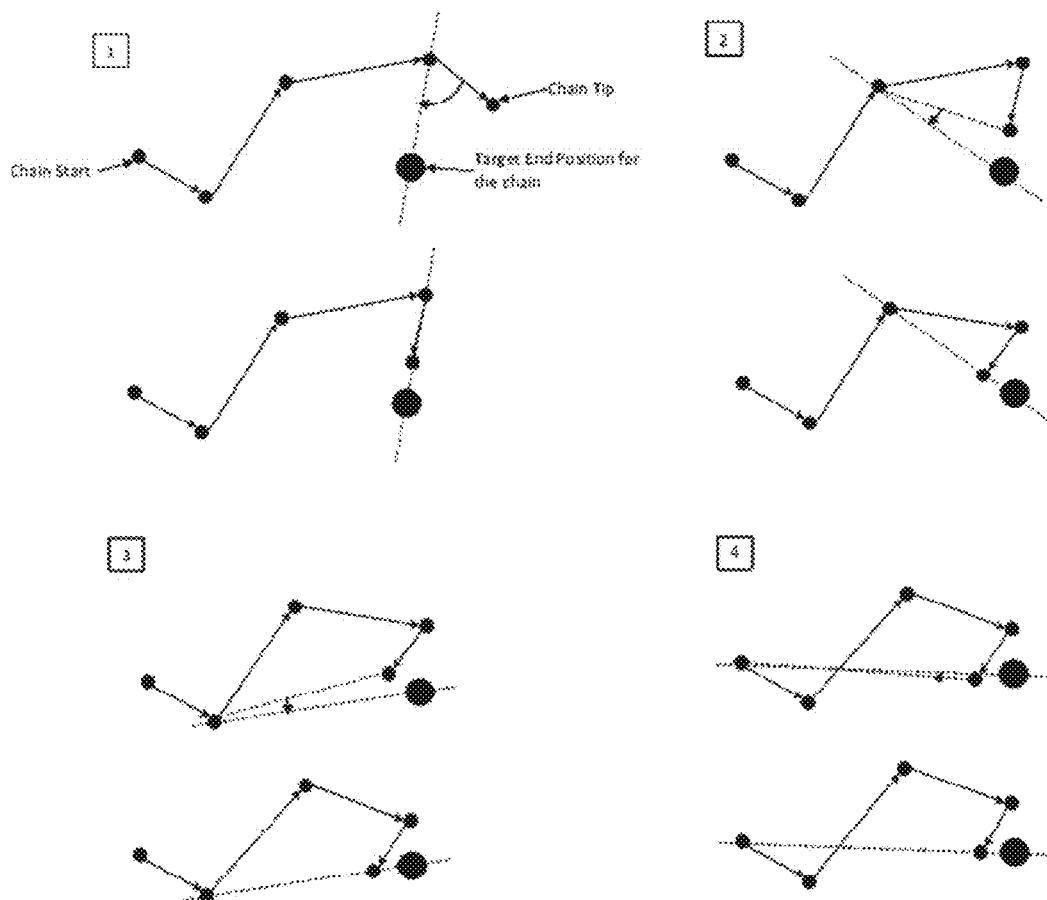 1
2
Chain Tip
Chain Start
Target End Position for
the chain
3
4